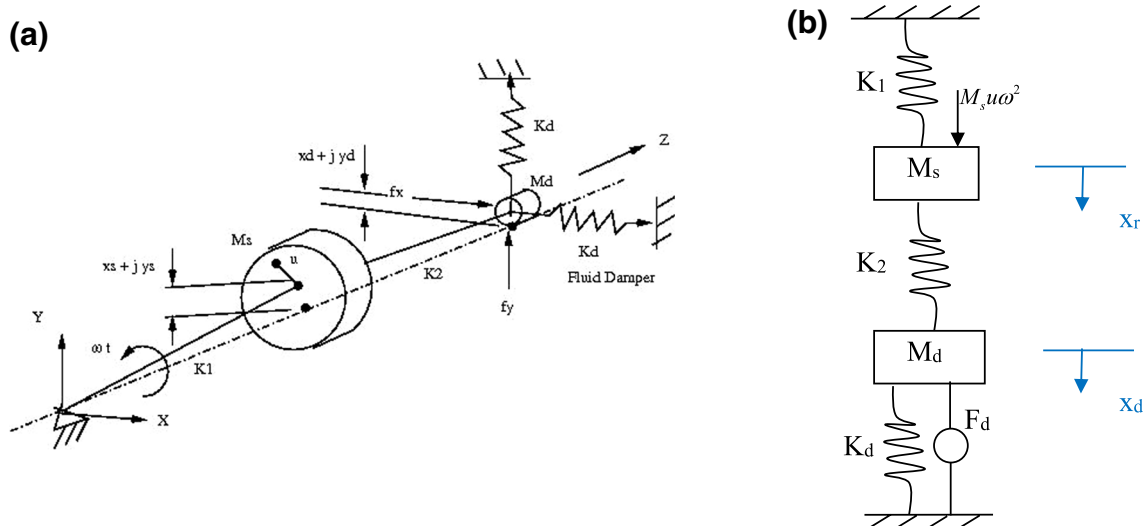 (a)
Kd
Z
xd + j yd
fx
Md
Ms
u
xs + j ys
K2
Kd
Fluid Damper
fy
Y
ω t
K1
X
(b)
K1
Msuω²
Ms
xr
K2
Md
xd
Fd
Kd